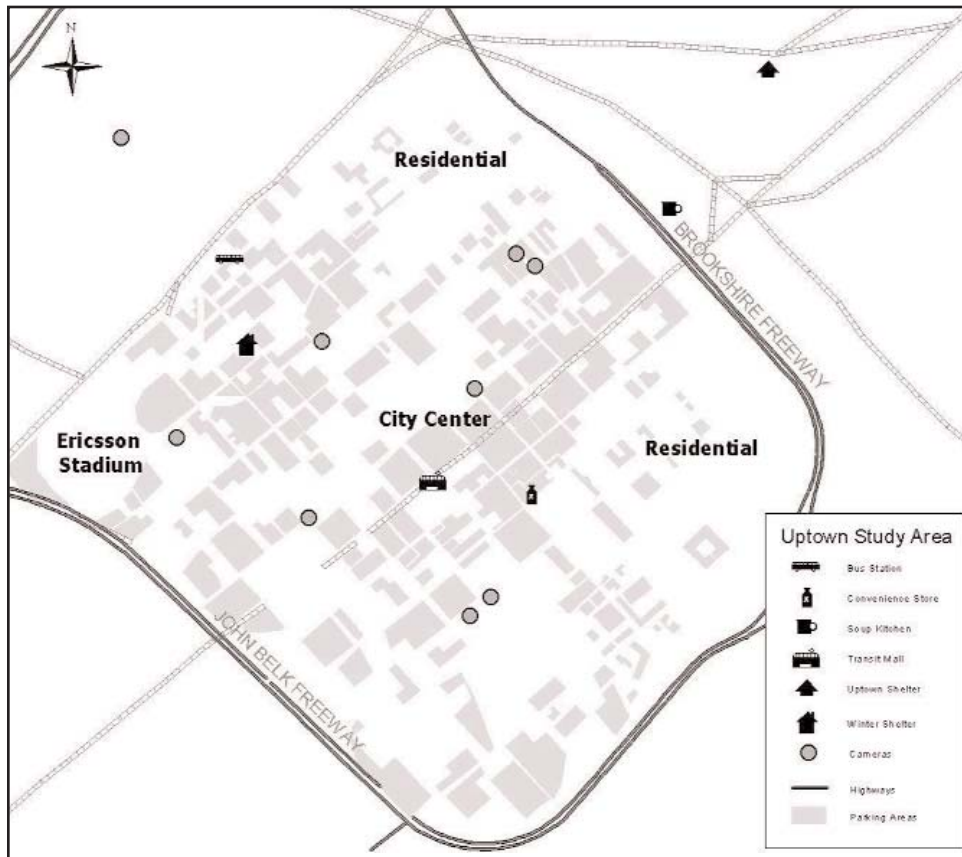 N
Residential
BROOKSHIRE FREEWAY
City Center
Ericsson
Stadium
Residential
JOHN BELK FREEWAY
Uptown Study Area
Bus Station
Convenience Store
Soup Kitchen
Transit Mall
Uptown Shelter
Winter Shelter
Cameras
Highways
Parking Areas